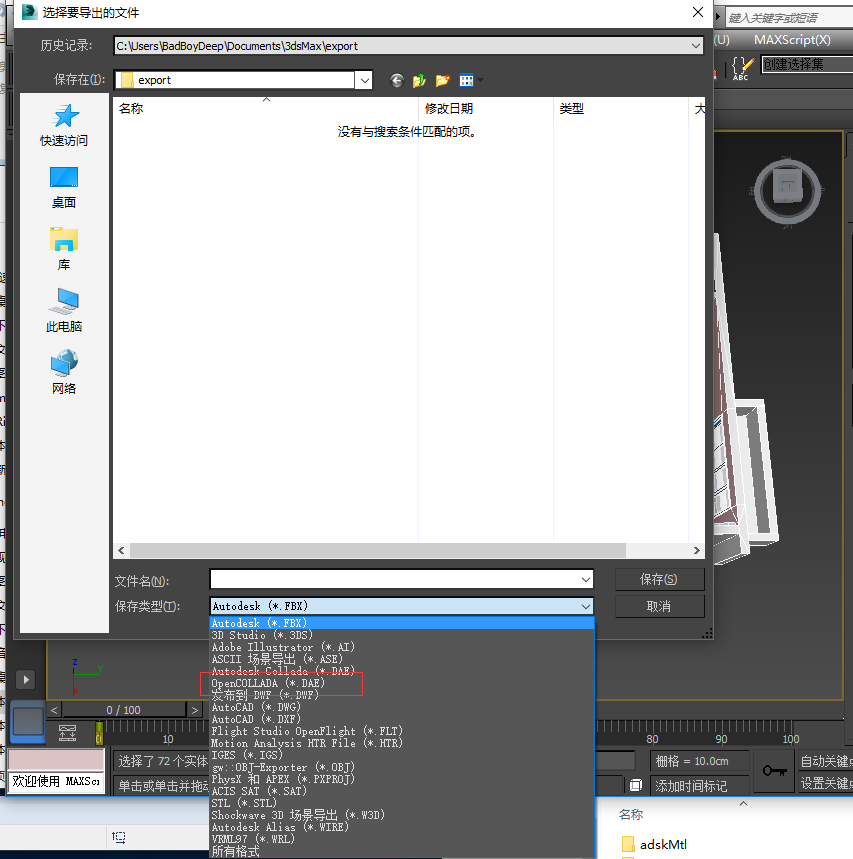 选择要导出的文件
键入关键字或短语
历史记录:
C:\Users\BadBoyDeep\Documents\3dsMax\export
(U)
MAXScript(X)
保存在(I):
export
ABC
创建选择集
名称
修改日期
类型
大
没有与搜索条件匹配的项。
快速访问
桌面
库
此电脑
网络
文件名(N):
保存(S)
保存类型(T):
Autodesk (*.FBX)
取消
Autodesk (*.FBX)
3D Studio (*.3DS)
Adobe Illustrator (*.AI)
ASCII 场景导出 (*.ASE)
Autodesk Collada (*.DAE)
OpenCOLLADA (*.DAE)
发布到 DWF (*.DWF)
AutoCAD (*.DWG)
AutoCAD (*.DXF)
Flight Studio OpenFlight (*.FLT)
Motion Analysis HTR File (*.HTR)
IGES (*.IGS)
gw::OBJ-Exporter (*.OBJ)
PhysX 和 APEX (*.PXPROJ)
ACIS SAT (*.SAT)
STL (*.STL)
Shockwave 3D 场景导出 (*.W3D)
Autodesk Alias (*.WIRE)
VRML97 (*.WRL)
所有格式
z
y
x
0 / 100
0
10
80
90
100
选择了 72 个实体
栅格 = 10.0cm
自动关键点
欢迎使用 MAXScr
单击或单击并拖动
添加时间标记
设置关键点
名称
adskMtl